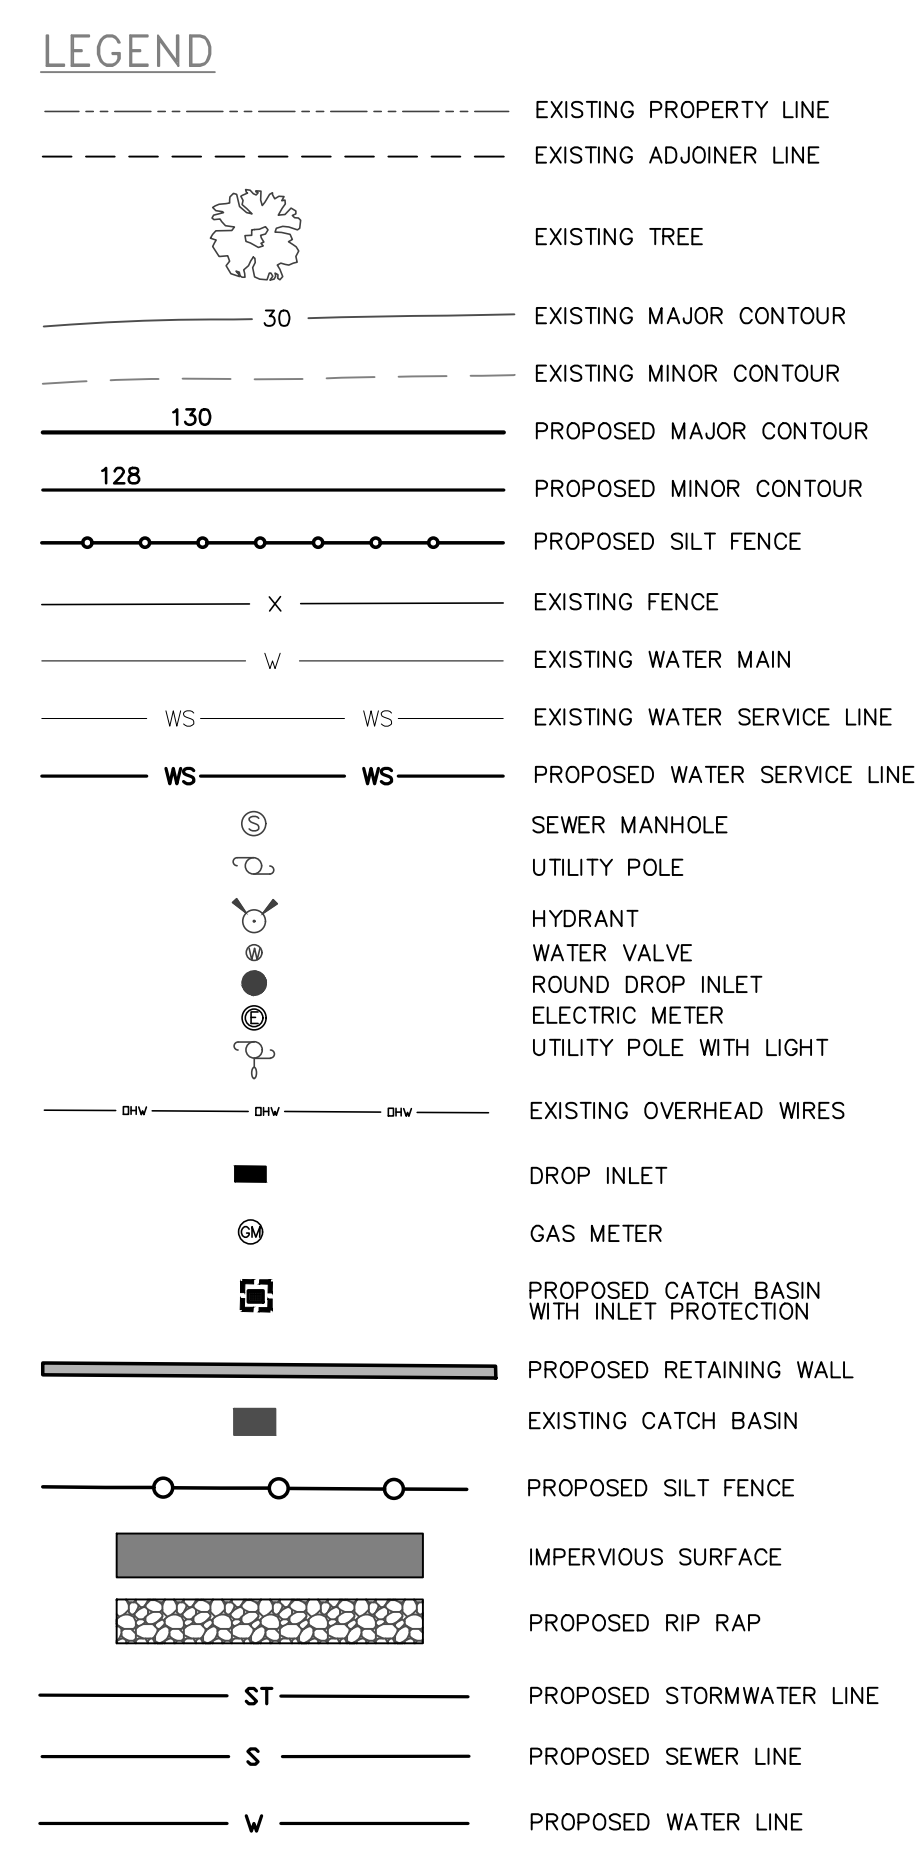 LEGEND
EXISTING PROPERTY LINE
EXISTING ADJOINER LINE
EXISTING TREE
30 EXISTING MAJOR CONTOUR
EXISTING MINOR CONTOUR
130 PROPOSED MAJOR CONTOUR
128 PROPOSED MINOR CONTOUR
PROPOSED SILT FENCE
X EXISTING FENCE
W EXISTING WATER MAIN
WS WS EXISTING WATER SERVICE LINE
WS WS PROPOSED WATER SERVICE LINE
S SEWER MANHOLE
UTILITY POLE
HYDRANT
W WATER VALVE
ROUND DROP INLET
E ELECTRIC METER
UTILITY POLE WITH LIGHT
OHW OHW OHW EXISTING OVERHEAD WIRES
DROP INLET
GM GAS METER
PROPOSED CATCH BASIN
WITH INLET PROTECTION
PROPOSED RETAINING WALL
EXISTING CATCH BASIN
PROPOSED SILT FENCE
IMPERVIOUS SURFACE
PROPOSED RIP RAP
ST PROPOSED STORMWATER LINE
S PROPOSED SEWER LINE
W PROPOSED WATER LINE